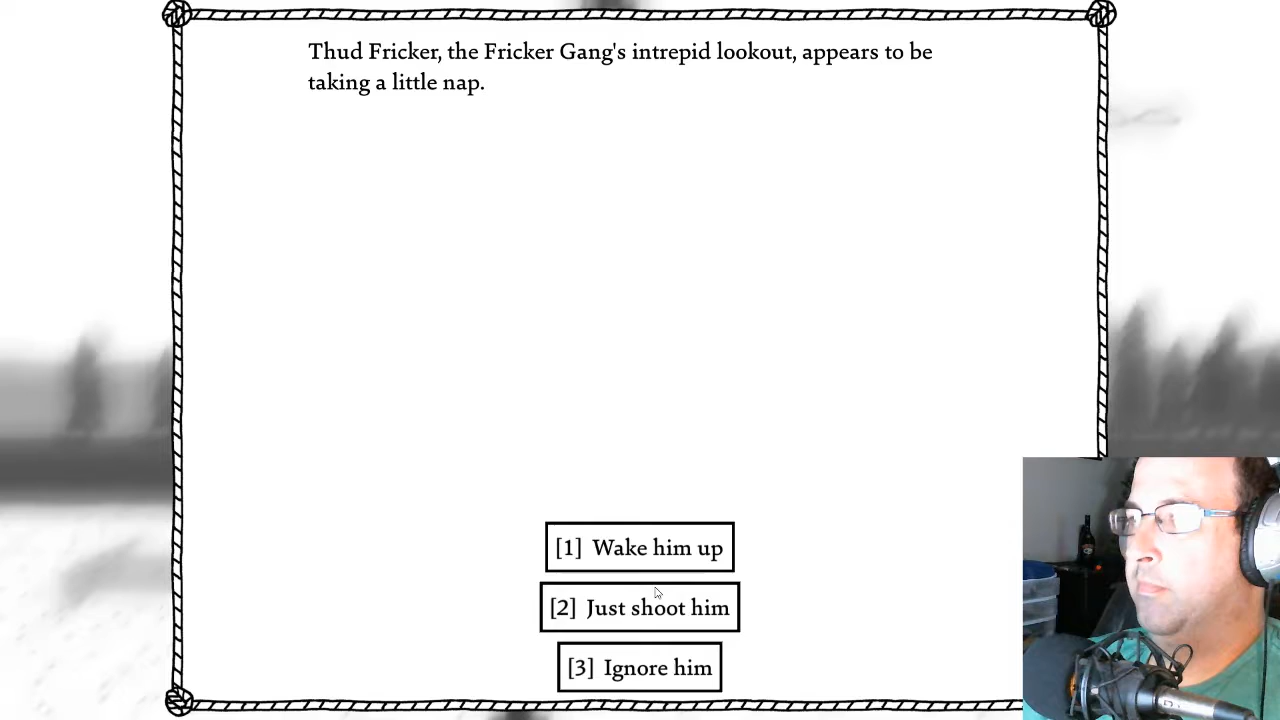 Thud Fricker, the Fricker Gang's intrepid lookout, appears to be
taking a little nap.
[1] Wake him up
[2] Just shoot him
[3] Ignore him